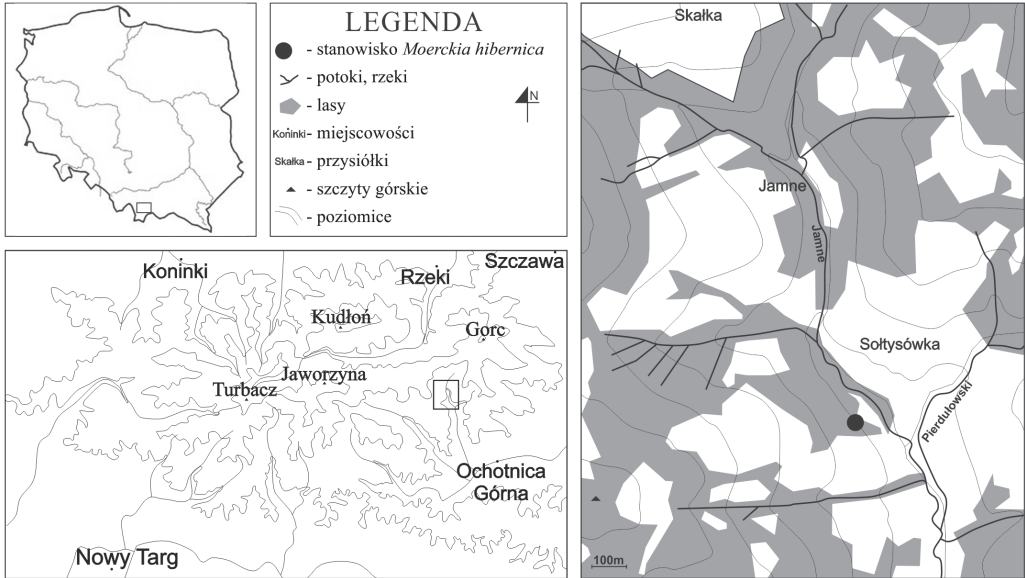 LEGENDA
- stanowisko Moerckia hibernica
- potoki, rzeki
- lasy
Koninki - miejscowości
Skałka - przysiółki
- szczyty górskie
- poziomice
N
Koninki
Rzeki
Szczawa
Kudłoń
Gorc
Jaworzyna
Turbacz
Ochotnica
Górna
Nowy Targ
Skałka
Jamne
Jamne
Sołtysówka
Pierdułowski
100m